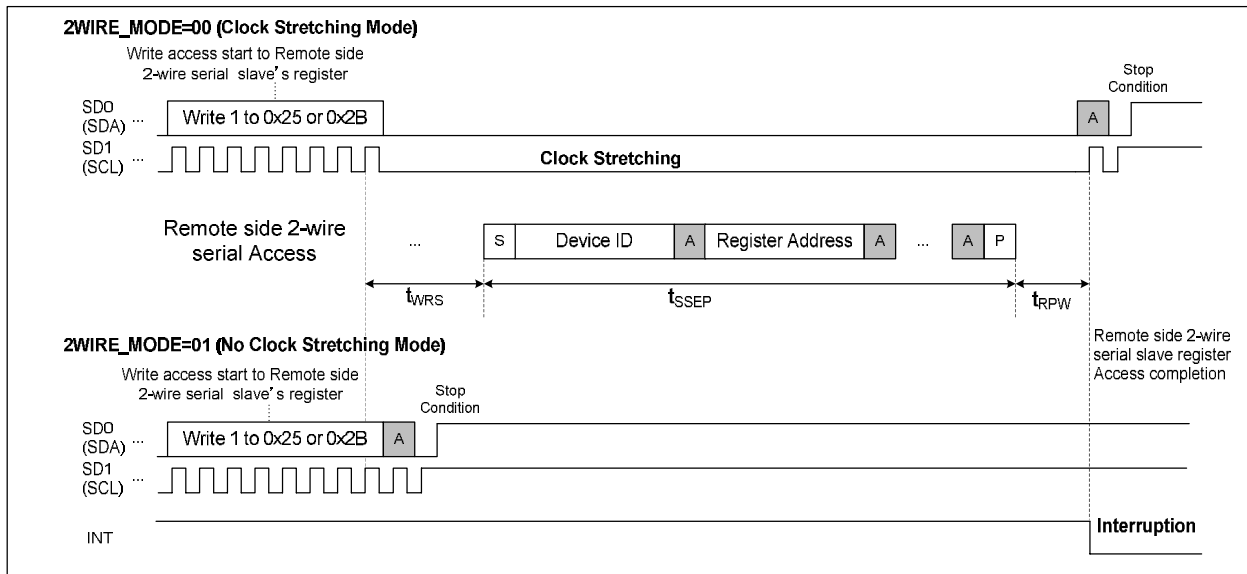 2WIRE_MODE=00 (Clock Stretching Mode)
Write access start to Remote side
2-wire serial slave's register
Stop
Condition
SD0
(SDA) ...
Write 1 to 0x25 or 0x2B
A
SD1
(SCL) ...
Clock Stretching
Remote side 2-wire
serial Access
...
S
Device ID
A
Register Address
A
...
A
P
tWRS
tSSEP
tRPW
2WIRE_MODE=01 (No Clock Stretching Mode)
Remote side 2-wire
serial slave register
Access completion
Write access start to Remote side
2-wire serial slave's register
Stop
Condition
SD0
(SDA) ...
Write 1 to 0x25 or 0x2B
A
SD1
(SCL) ...
INT
Interruption